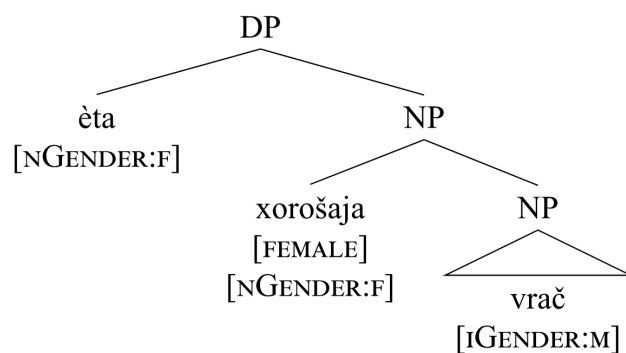 DP
èta
[NGENDER:F]
NP
xorošaja
[FEMALE]
[NGENDER:F]
NP
vrač
[IGENDER:M]